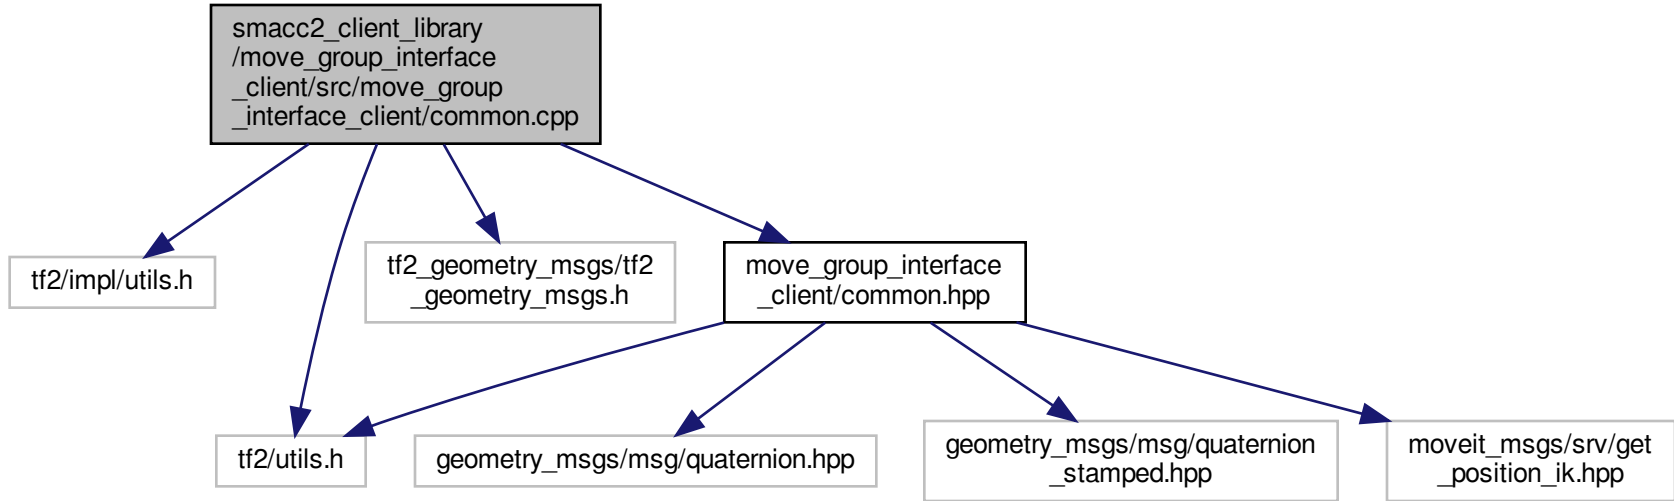 smacc2_client_library
/move_group_interface
_client/src/move_group
_interface_client/common.cpp
tf2/impl/utils.h
tf2_geometry_msgs/tf2
_geometry_msgs.h
move_group_interface
_client/common.hpp
tf2/utils.h
geometry_msgs/msg/quaternion.hpp
geometry_msgs/msg/quaternion
_stamped.hpp
moveit_msgs/srv/get
_position_ik.hpp